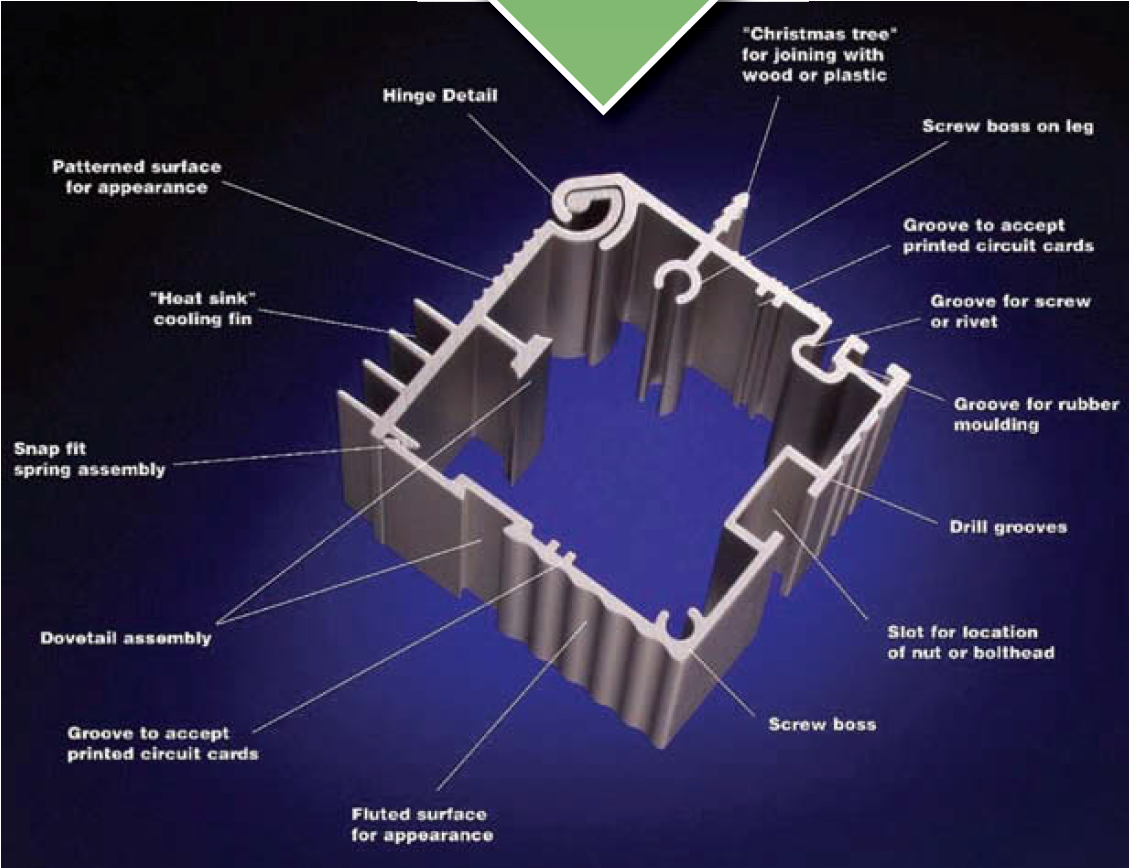 "Christmas tree"
for joining with
wood or plastic
Hinge Detail
Screw boss on leg
Patterned surface
for appearance
Groove to accept
printed circuit cards
"Heat sink"
cooling fin
Groove for screw
or rivet
Groove for rubber
moulding
Snap fit
spring assembly
Drill grooves
Dovetail assembly
Slot for location
of nut or bolthead
Groove to accept
printed circuit cards
Screw boss
Fluted surface
for appearance